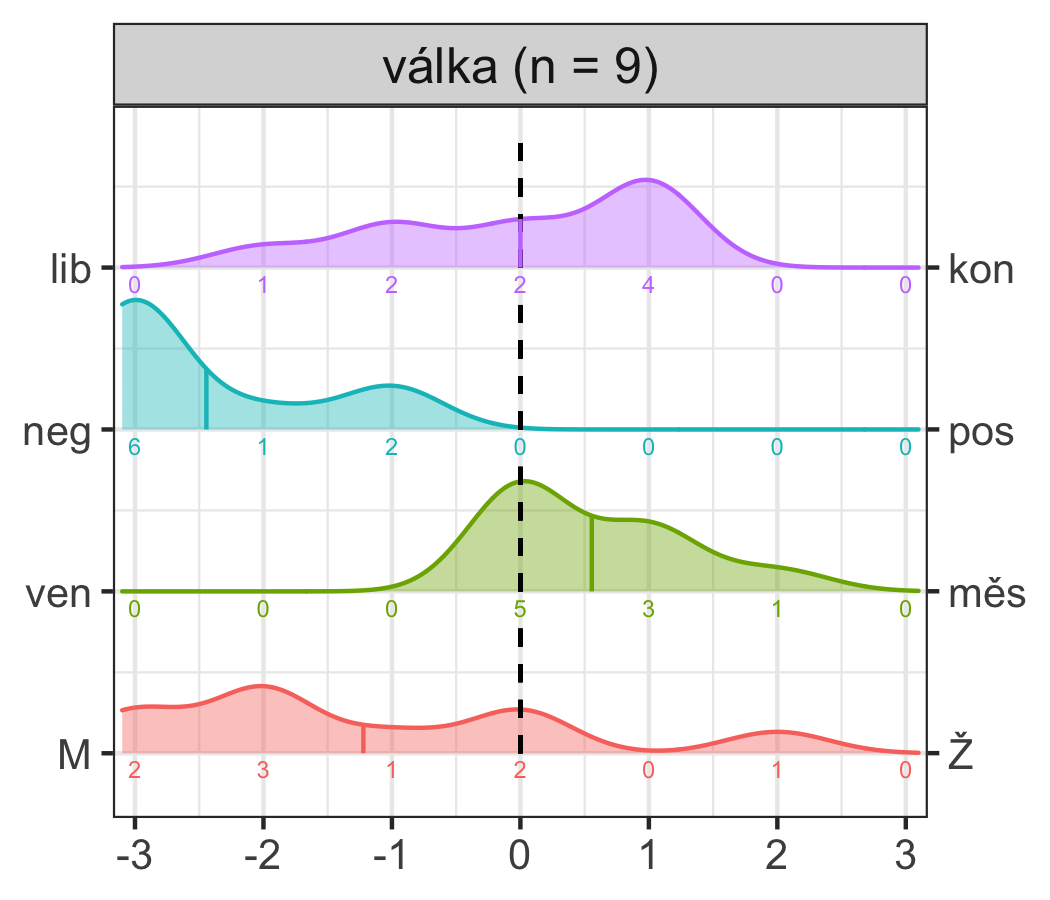 válka (n = 9)
lib kon
0 1 2 2 4 0 0
neg pos
6 1 2 0 0 0 0
ven měs
0 0 0 5 3 1 0
M Ž
2 3 1 2 0 1 0
-3 -2 -1 0 1 2 3